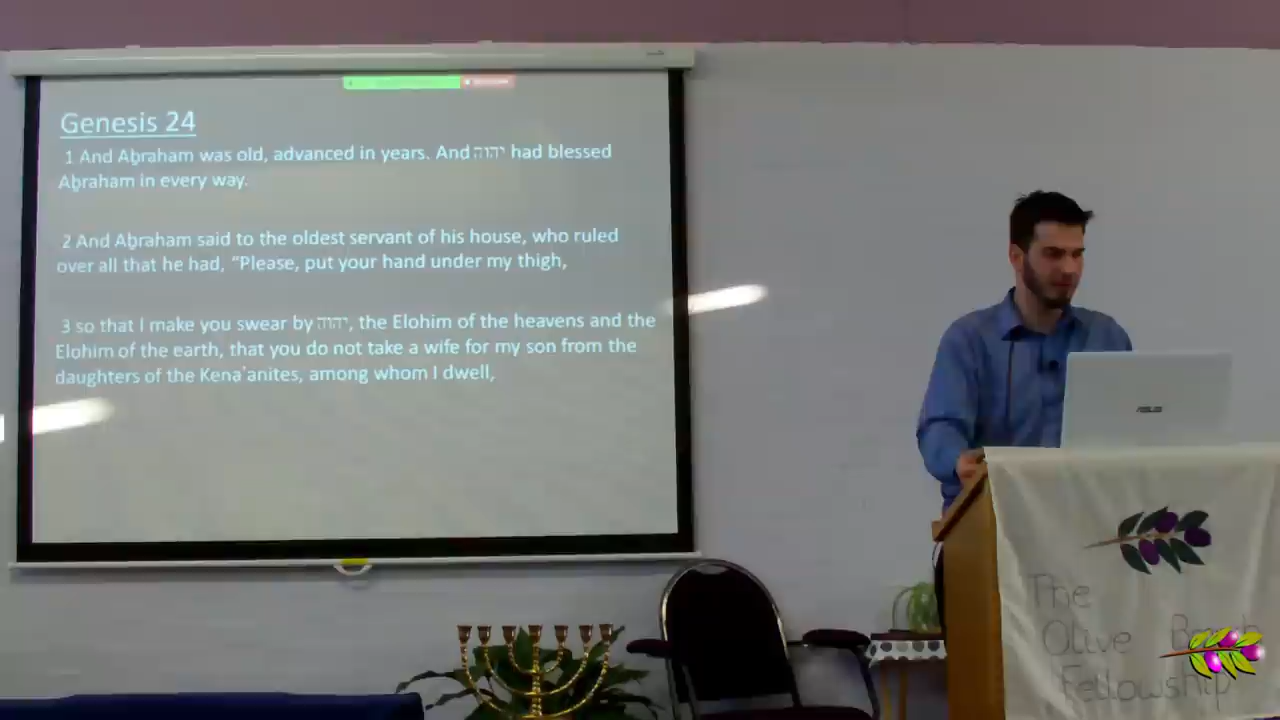 Genesis 24
1 And Aḇraham was old, advanced in years. And יהוה had blessed
Aḇraham in every way.
2 And Aḇraham said to the oldest servant of his house, who ruled
over all that he had, “Please, put your hand under my thigh,
3 so that I make you swear by יהוה, the Elohim of the heavens and the
Elohim of the earth, that you do not take a wife for my son from the
daughters of the Kenaʽanites, among whom I dwell,
ASUS
The
Olive
Fellowship